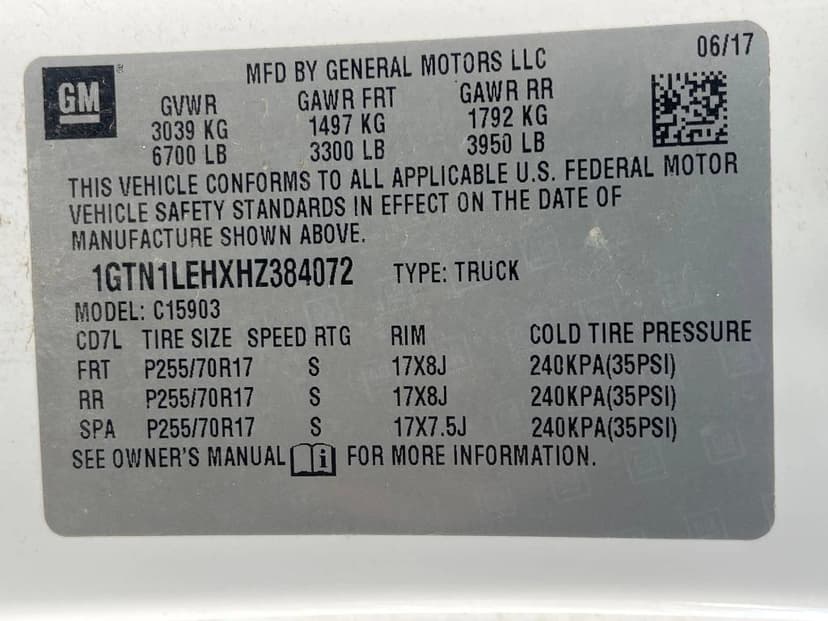 GM
06/17
MFD BY GENERAL MOTORS LLC
GVWR GAWR FRT GAWR RR
3039 KG 1497 KG 1792 KG
6700 LB 3300 LB 3950 LB
THIS VEHICLE CONFORMS TO ALL APPLICABLE U.S. FEDERAL MOTOR
VEHICLE SAFETY STANDARDS IN EFFECT ON THE DATE OF
MANUFACTURE SHOWN ABOVE.
1GTN1LEHXHZ384072 TYPE: TRUCK
MODEL: C15903
CD7L TIRE SIZE SPEED RTG RIM COLD TIRE PRESSURE
FRT P255/70R17 S 17X8J 240KPA(35PSI)
RR P255/70R17 S 17X8J 240KPA(35PSI)
SPA P255/70R17 S 17X7.5J 240KPA(35PSI)
SEE OWNER'S MANUAL i FOR MORE INFORMATION.